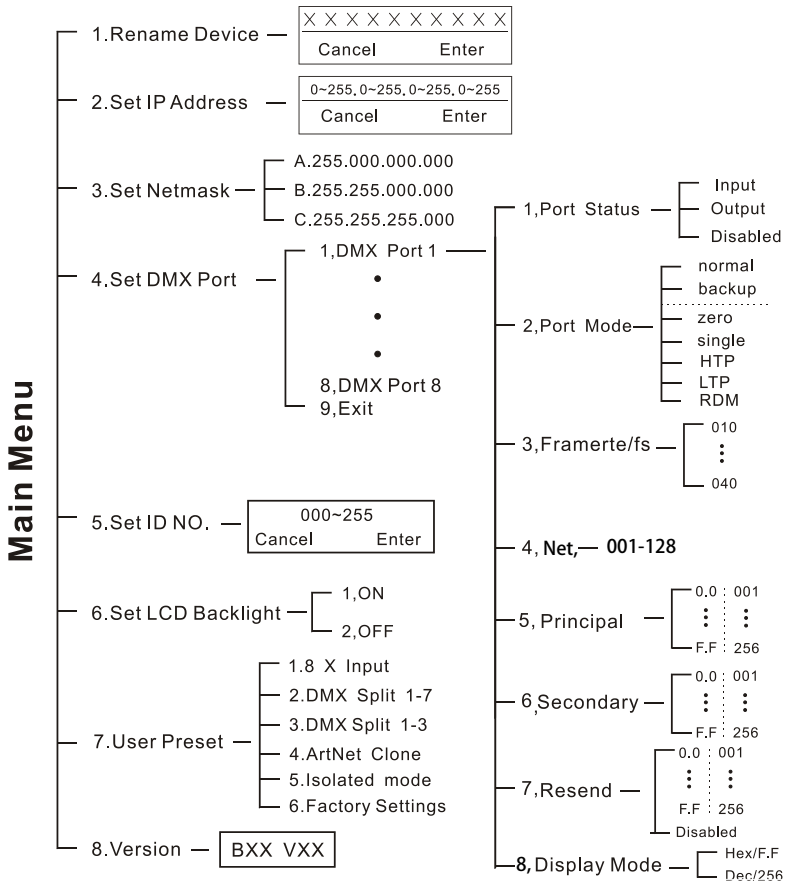 Main Menu
1.Rename Device
X X X X X X X X X X
Cancel Enter
2.Set IP Address
0~255.0~255.0~255.0~255
Cancel Enter
3.Set Netmask
A.255.000.000.000
B.255.255.000.000
C.255.255.255.000
4.Set DMX Port
1,DMX Port 1
8,DMX Port 8
9,Exit
1,Port Status
Input
Output
Disabled
2,Port Mode
normal
backup
zero
single
HTP
LTP
RDM
3,Framerte/fs
010
040
4, Net, 001-128
5, Principal
0.0 001
F.F 256
6,Secondary
0.0 001
F.F 256
7,Resend
0.0 001
F.F 256
Disabled
8,Display Mode
Hex/F.F
Dec/256
5.Set ID NO.
000~255
Cancel Enter
6.Set LCD Backlight
1,ON
2,OFF
7.User Preset
1.8 X Input
2.DMX Split 1-7
3.DMX Split 1-3
4.ArtNet Clone
5.Isolated mode
6.Factory Settings
8.Version
BXX VXX